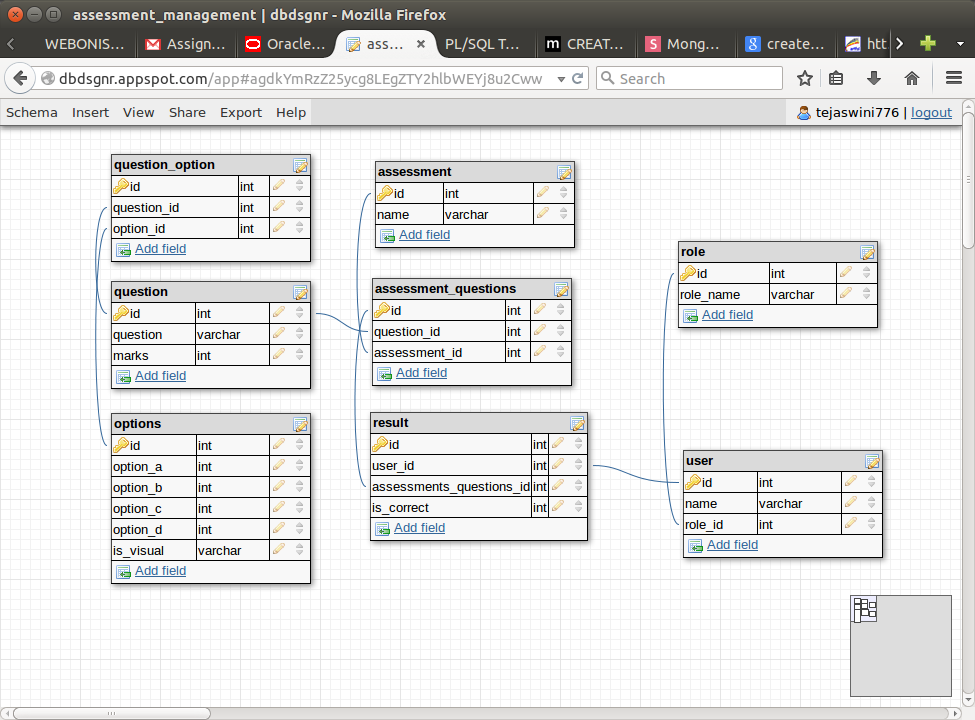 assessment_management | dbdsgnr - Mozilla Firefox
WEBONIS... Assign... Oracle... ass... PL/SQL T... m CREAT... S Mong... 8 create... htt
dbdsgnr.appspot.com/app#agdkYmRzZ25ycg8LEgZTY2hlbWEYj8u2Cww Search
Schema Insert View Share Export Help tejaswini776 | logout
question_option
id int
question_id int
option_id int
Add field
question
id int
question varchar
marks int
Add field
options
id int
option_a int
option_b int
option_c int
option_d int
is_visual varchar
Add field
assessment
id int
name varchar
Add field
assessment_questions
id int
question_id int
assessment_id int
Add field
result
id int
user_id int
assessments_questions_id int
is_correct int
Add field
role
id int
role_name varchar
Add field
user
id int
name varchar
role_id int
Add field